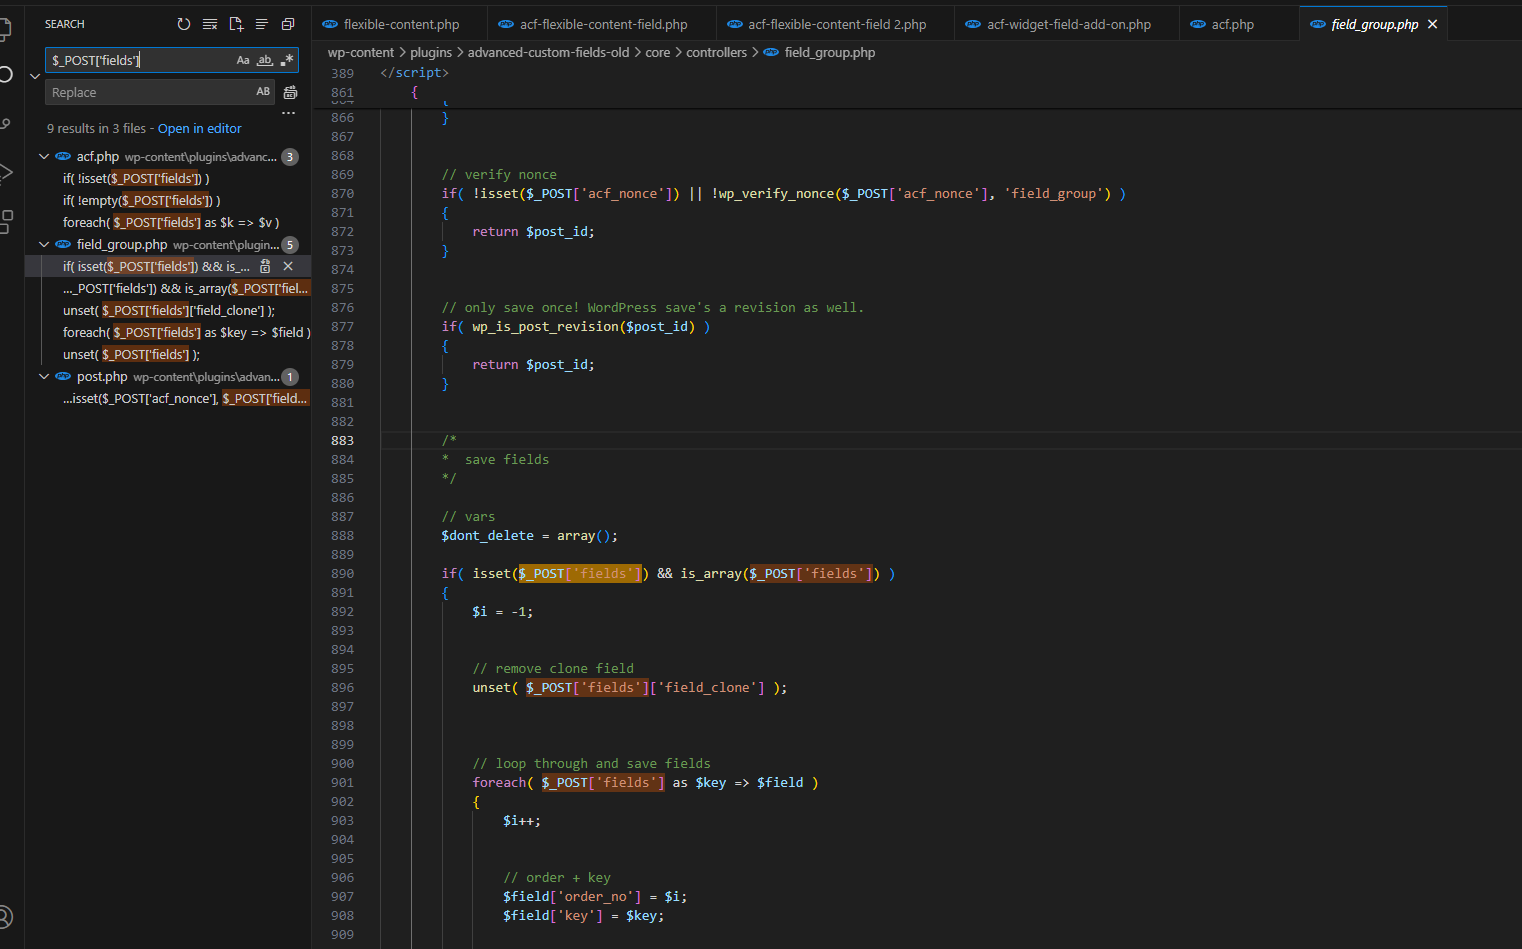 SEARCH
$_POST['fields']
Aa ab .*
Replace
AB
...
9 results in 3 files - Open in editor
php acf.php wp-content\plugins\advanc... 3
if( !isset($_POST['fields']) )
if( !empty($_POST['fields']) )
foreach( $_POST['fields'] as $k => $v )
php field_group.php wp-content\plugin... 5
if( isset($_POST['fields']) && is_...
..._POST['fields']) && is_array($_POST['fiel...
unset( $_POST['fields']['field_clone'] );
foreach( $_POST['fields'] as $key => $field )
unset( $_POST['fields'] );
php post.php wp-content\plugins\advan... 1
...isset($_POST['acf_nonce'], $_POST['field...
php flexible-content.php
php acf-flexible-content-field.php
php acf-flexible-content-field 2.php
php acf-widget-field-add-on.php
php acf.php
php field_group.php
wp-content > plugins > advanced-custom-fields-old > core > controllers > php field_group.php
389 </script>
861 {
864 {
866 }
867
868
869 // verify nonce
870 if( !isset($_POST['acf_nonce']) || !wp_verify_nonce($_POST['acf_nonce'], 'field_group') )
871 {
872 return $post_id;
873 }
874
875
876 // only save once! WordPress save's a revision as well.
877 if( wp_is_post_revision($post_id) )
878 {
879 return $post_id;
880 }
881
882
883 /*
884 * save fields
885 */
886
887 // vars
888 $dont_delete = array();
889
890 if( isset($_POST['fields']) && is_array($_POST['fields']) )
891 {
892 $i = -1;
893
894
895 // remove clone field
896 unset( $_POST['fields']['field_clone'] );
897
898
899
900 // loop through and save fields
901 foreach( $_POST['fields'] as $key => $field )
902 {
903 $i++;
904
905
906 // order + key
907 $field['order_no'] = $i;
908 $field['key'] = $key;
909